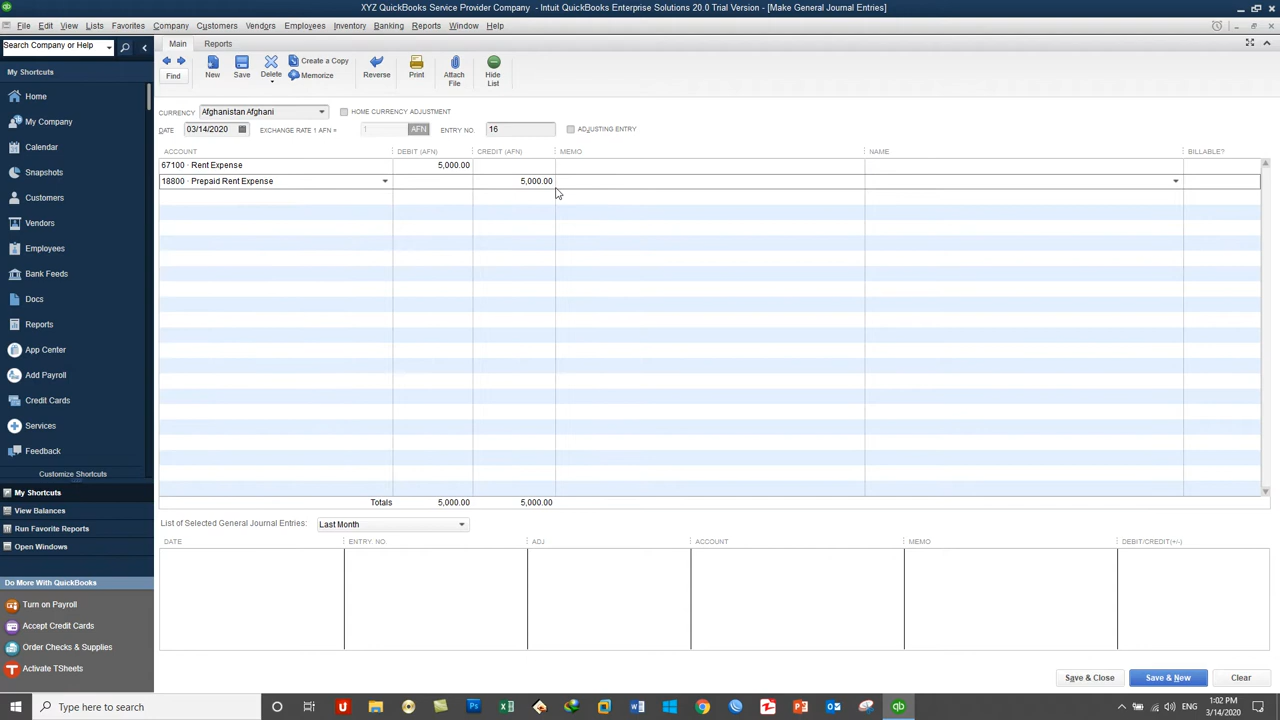 XYZ QuickBooks Service Provider Company - Intuit QuickBooks Enterprise Solutions 20.0 Trial Version - [Make General Journal Entries]
File Edit View Lists Favorites Company Customers Vendors Employees Inventory Banking Reports Window Help
Search Company or Help
Main Reports
My Shortcuts
Find New Save Delete Create a Copy Memorize Reverse Print Attach File Hide List
Home
My Company
Calendar
Snapshots
Customers
Vendors
Employees
Bank Feeds
Docs
Reports
App Center
Add Payroll
Credit Cards
Services
Feedback
Customize Shortcuts
My Shortcuts
View Balances
Run Favorite Reports
Open Windows
Do More With QuickBooks
Turn on Payroll
Accept Credit Cards
Order Checks & Supplies
Activate TSheets
CURRENCY Afghanistan Afghani HOME CURRENCY ADJUSTMENT
DATE 03/14/2020 EXCHANGE RATE 1 AFN = 1 AFN ENTRY NO. 16 ADJUSTING ENTRY
ACCOUNT DEBIT (AFN) CREDIT (AFN) MEMO NAME BILLABLE?
67100 · Rent Expense 5,000.00
18800 · Prepaid Rent Expense 5,000.00
Totals 5,000.00 5,000.00
List of Selected General Journal Entries: Last Month
DATE ENTRY. NO. ADJ ACCOUNT MEMO DEBIT/CREDIT(+/-)
Save & Close Save & New Clear
Type here to search
1:02 PM
3/14/2020